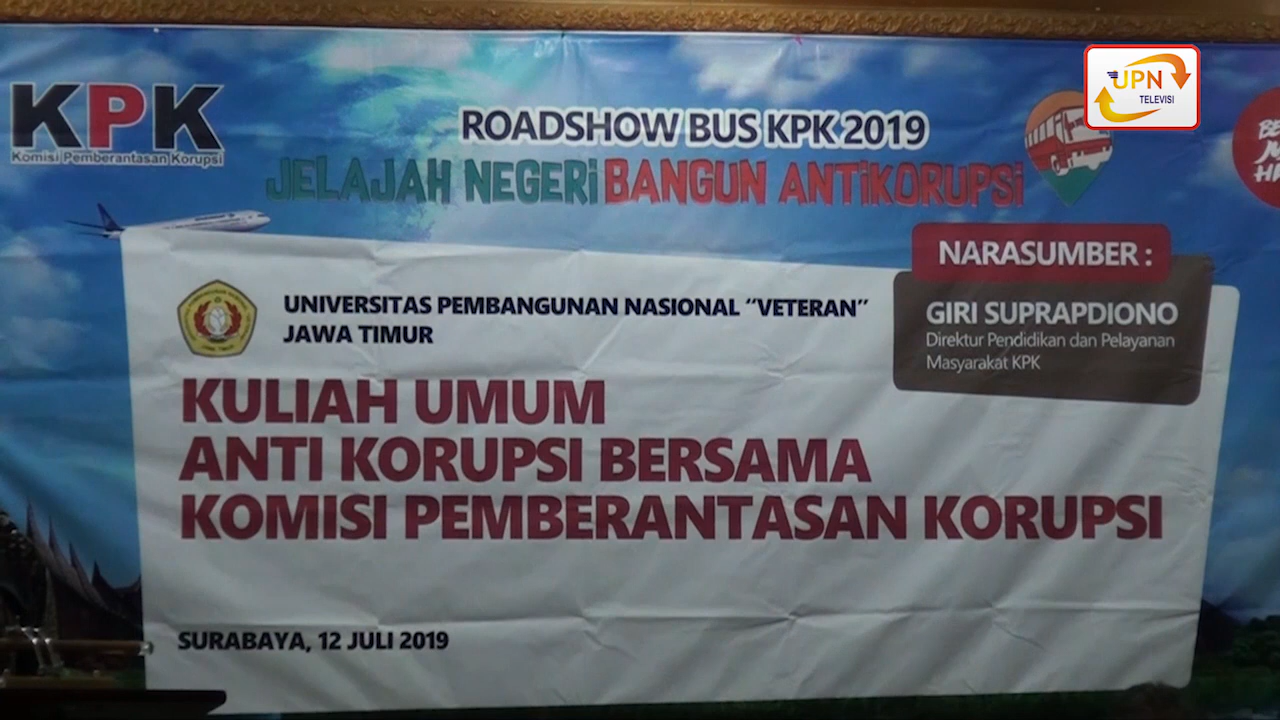 KPK
Komisi Pemberantasan Korupsi
ROADSHOW BUS KPK 2019
JELAJAH NEGERI BANGUN ANTIKORUPSI
UPN
TELEVISI
NARASUMBER :
GIRI SUPRAPDIONO
Direktur Pendidikan dan Pelayanan
Masyarakat KPK
UNIVERSITAS PEMBANGUNAN NASIONAL “VETERAN”
JAWA TIMUR
KULIAH UMUM
ANTI KORUPSI BERSAMA
KOMISI PEMBERANTASAN KORUPSI
SURABAYA, 12 JULI 2019